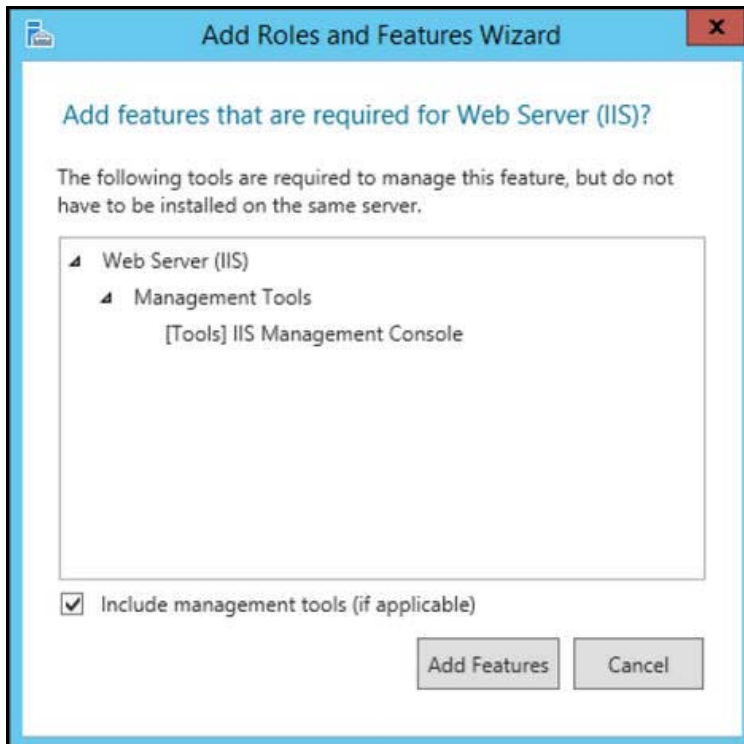 Add Roles and Features Wizard
x
Add features that are required for Web Server (IIS)?
The following tools are required to manage this feature, but do not
have to be installed on the same server.
Web Server (IIS)
Management Tools
[Tools] IIS Management Console
Include management tools (if applicable)
Add Features Cancel